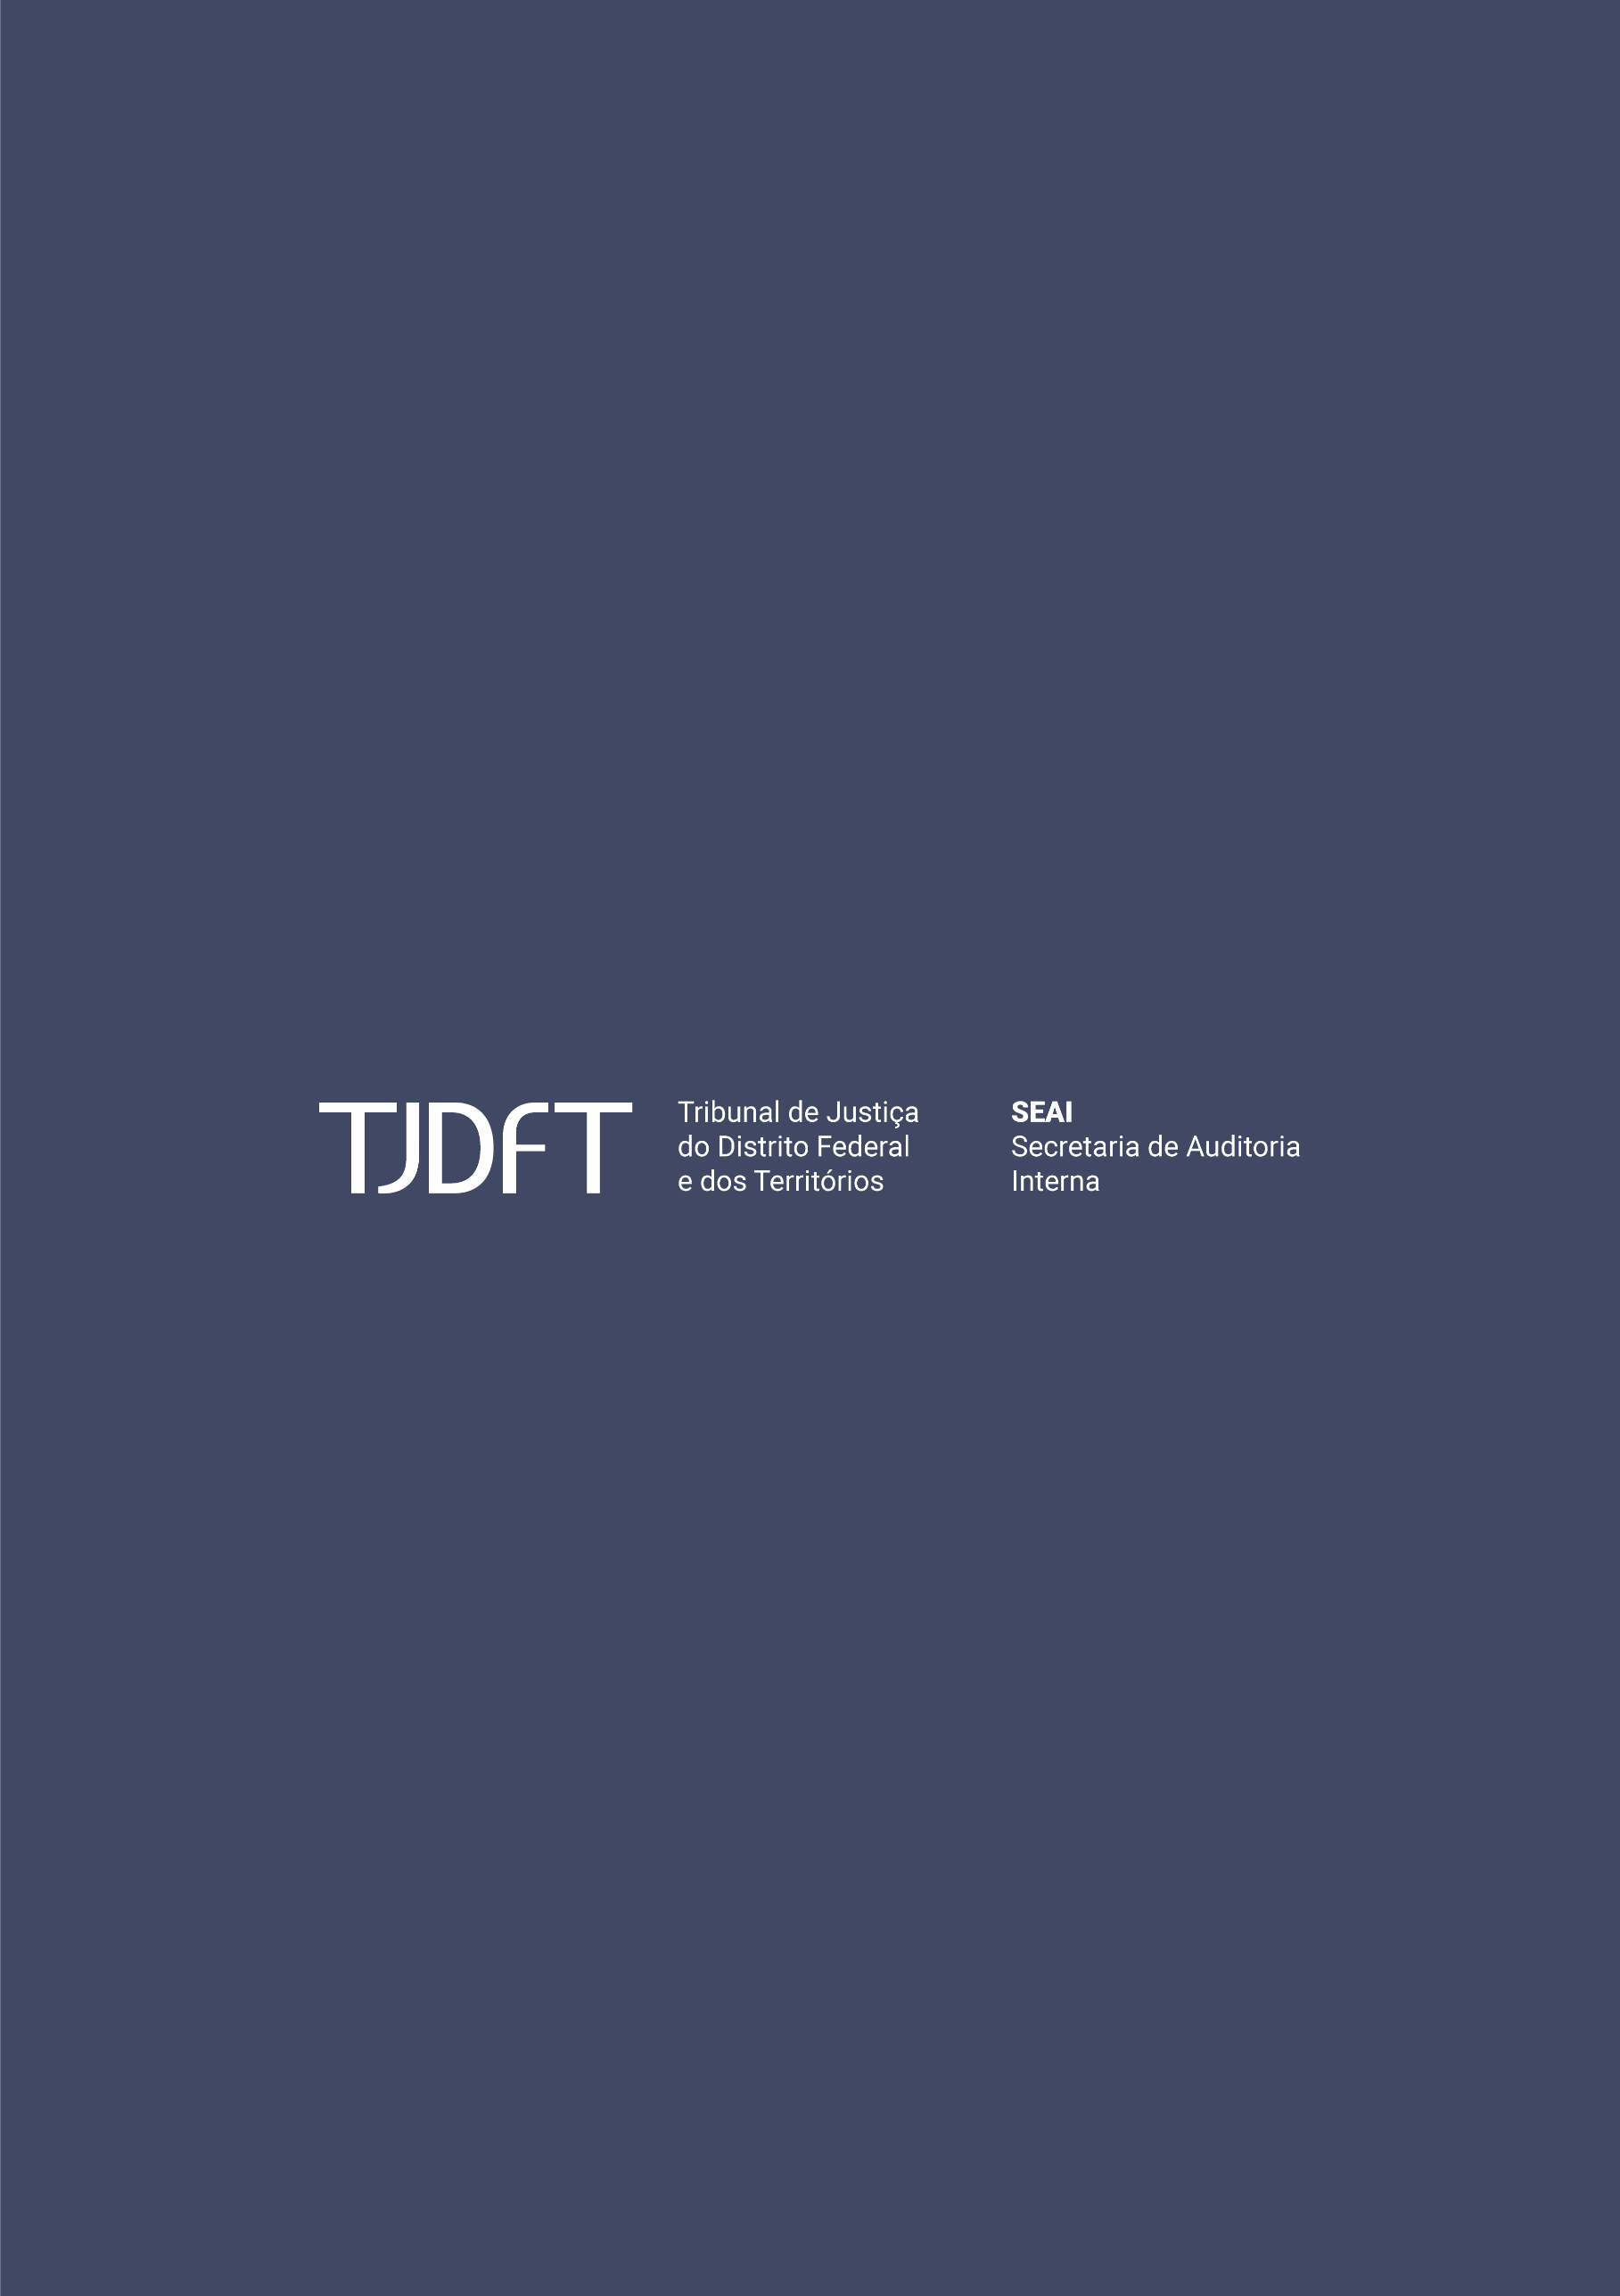 TJDFT
Tribunal de Justiça
do Distrito Federal
e dos Territórios
SEAI
Secretaria de Auditoria
Interna